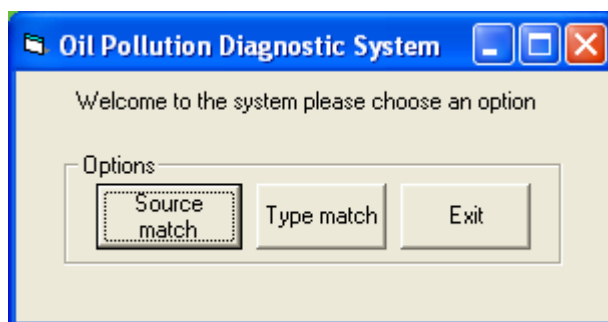 Oil Pollution Diagnostic System
Welcome to the system please choose an option
Options
Source
match
Type match
Exit